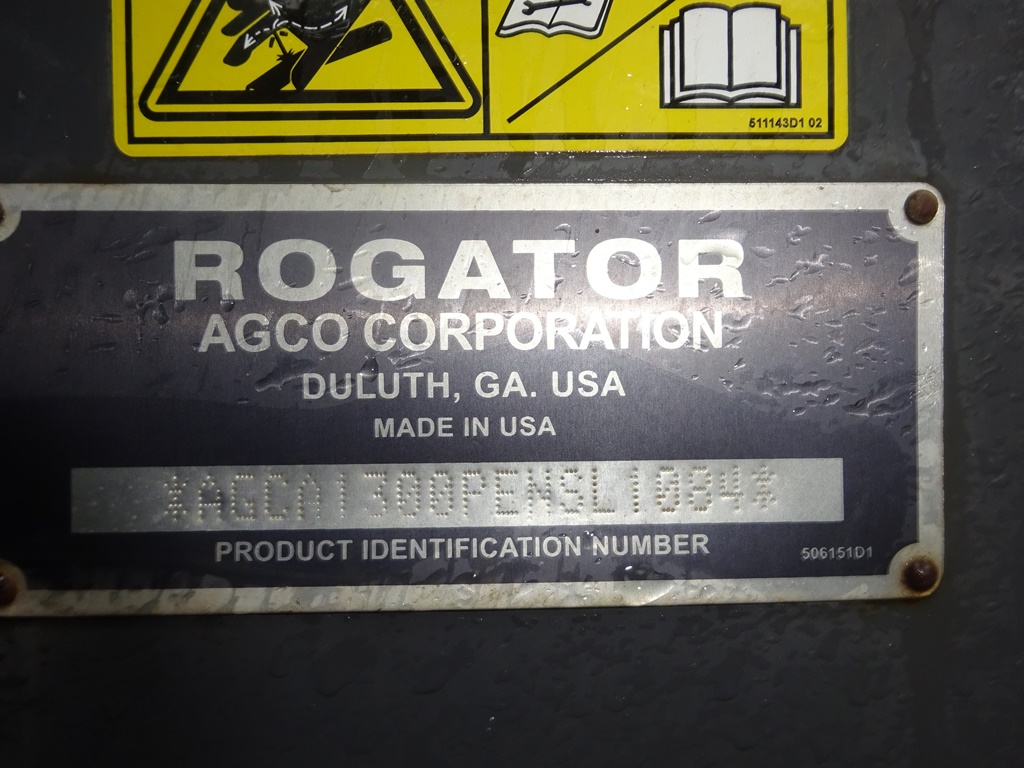 511143D1 02
ROGATOR
AGCO CORPORATION
DULUTH, GA. USA
MADE IN USA
*AGCA1300PENSL1084*
PRODUCT IDENTIFICATION NUMBER
506151D1